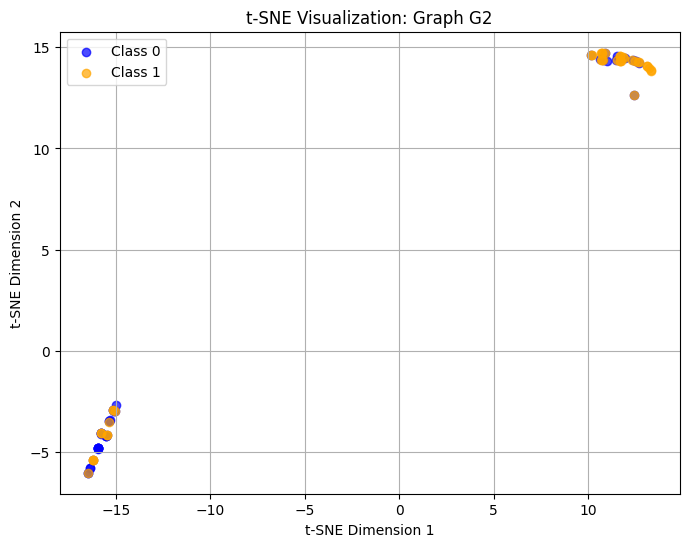 t-SNE Visualization: Graph G2
Class 0
Class 1
15
10
5
0
−5
t-SNE Dimension 2
−15
−10
−5
0
5
10
t-SNE Dimension 1